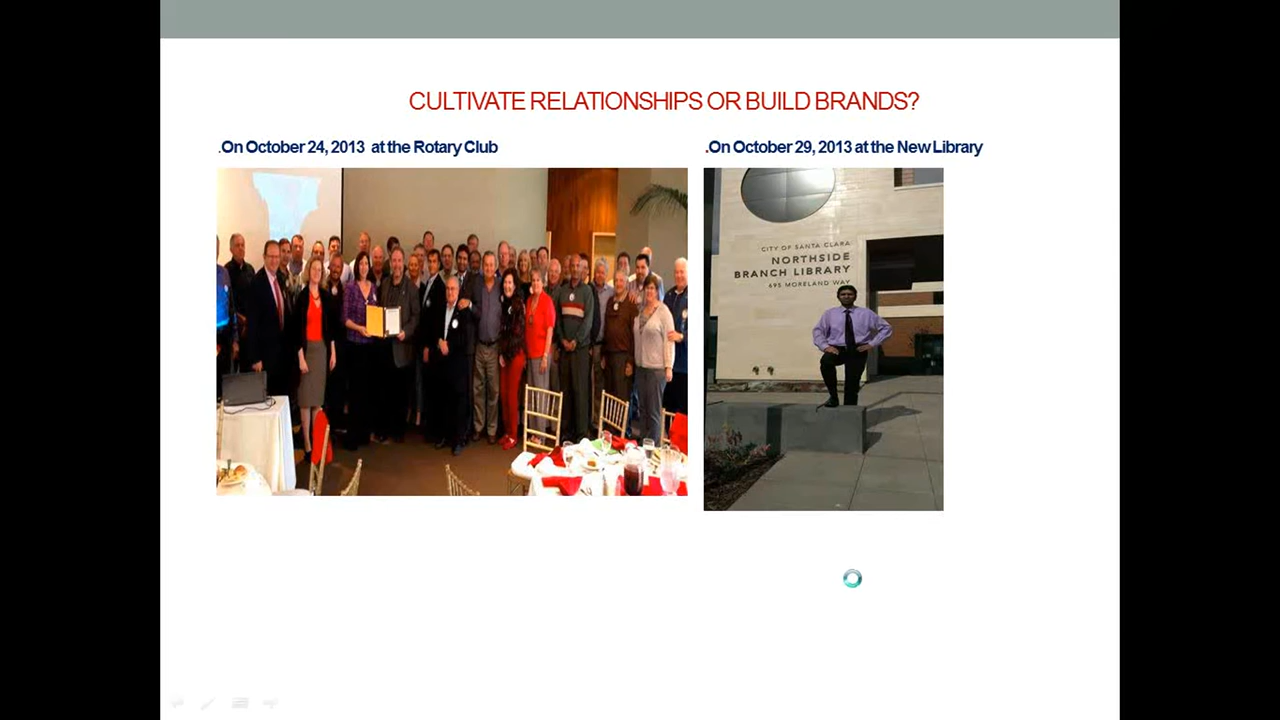 CULTIVATE RELATIONSHIPS OR BUILD BRANDS?
.On October 24, 2013 at the Rotary Club
.On October 29, 2013 at the New Library
CITY OF SANTA CLARA
NORTHSIDE
BRANCH LIBRARY
695 MORELAND WAY